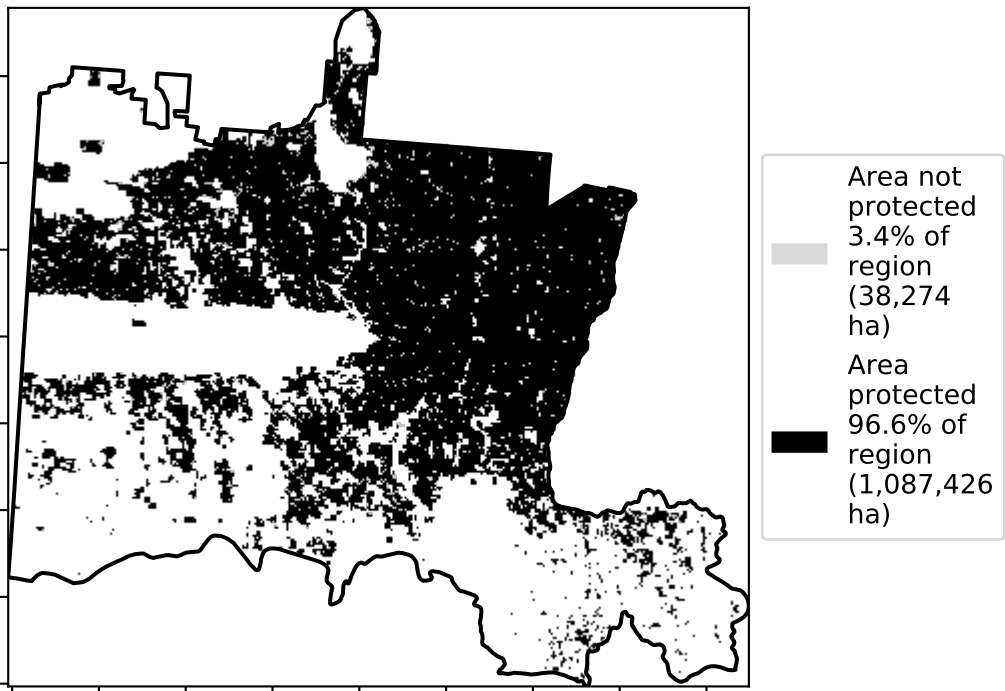 Area not
protected
3.4% of
region
(38,274
ha)
Area
protected
96.6% of
region
(1,087,426
ha)